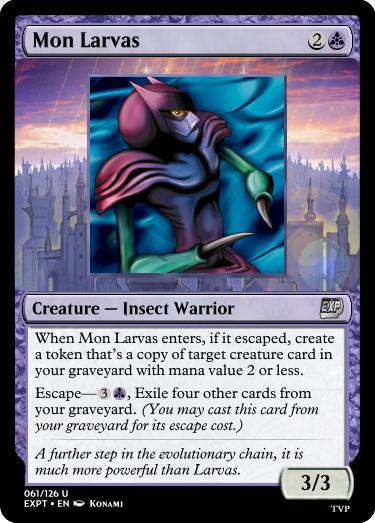 Mon Larvas 2
Creature — Insect Warrior EXP
When Mon Larvas enters, if it escaped, create
a token that's a copy of target creature card in
your graveyard with mana value 2 or less.
Escape—3, Exile four other cards from
your graveyard. (You may cast this card from
your graveyard for its escape cost.)
A further step in the evolutionary chain, it is
much more powerful than Larvas.
3/3
061/126 U
EXPT • EN Konami
TVP